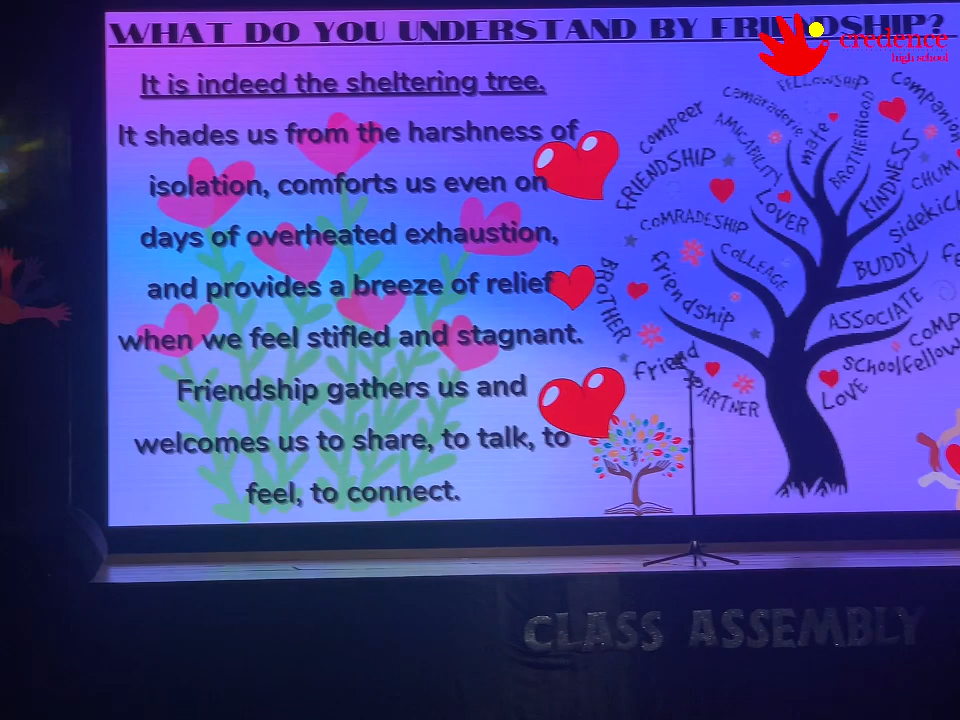 WHAT DO YOU UNDERSTAND BY FRIENDSHIP?
credence
high school
It is indeed the sheltering tree.
It shades us from the harshness of
isolation, comforts us even on
days of overheated exhaustion,
and provides a breeze of relief
when we feel stifled and stagnant.
Friendship gathers us and
welcomes us to share, to talk, to
feel, to connect.
FELLOWSHIP
Companion
camaraderie
compeer
AMICABILITY
mate
BROTHERHOOD
KINDNESS
CHUM
FRIENDSHIP
LOVER
sidekick
COMRADESHIP
COLLEAGE
BUDDY
BROTHER
friendship
ASSOCIATE
friend
schoolfellow
PARTNER
LOVE
CLASS ASSEMBLY